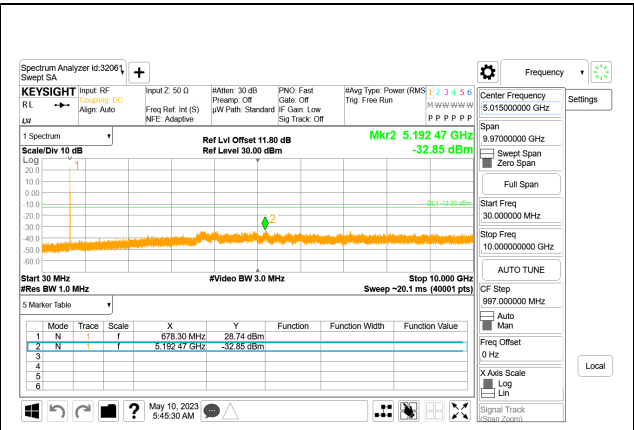 Spectrum Analyzer id:32061
Swept SA
Frequency
KEYSIGHT
Input: RF
Coupling: DC
Align: Auto
Input Z: 50 Ω
Freq Ref: Int (S)
NFE: Adaptive
#Atten: 30 dB
Preamp: Off
µW Path: Standard
PNO: Fast
Gate: Off
IF Gain: Low
Sig Track: Off
#Avg Type: Power (RMS
Trig: Free Run
1 2 3 4 5 6
M W W W W W
P P P P P P
R L
LXI
1 Spectrum
Scale/Div 10 dB
Ref Lvl Offset 11.80 dB
Ref Level 30.00 dBm
Mkr2 5.192 47 GHz
-32.85 dBm
Log
20.0
10.0
0.00
-10.0
-20.0
-30.0
-40.0
-50.0
-60.0
1
2
DL1 -13.00 dBm
Start 30 MHz
#Video BW 3.0 MHz
Stop 10.000 GHz
#Res BW 1.0 MHz
Sweep ~20.1 ms (40001 pts)
5 Marker Table
Mode Trace Scale X Y Function Function Width Function Value
1 N 1 f 678.30 MHz 28.74 dBm
2 N 1 f 5.192 47 GHz -32.85 dBm
3
4
5
6
May 10, 2023
5:45:30 AM
Center Frequency
5.015000000 GHz
Settings
Span
9.97000000 GHz
Swept Span
Zero Span
Full Span
Start Freq
30.000000 MHz
Stop Freq
10.000000000 GHz
AUTO TUNE
CF Step
997.000000 MHz
Auto
Man
Freq Offset
0 Hz
X Axis Scale
Log
Lin
Local
Signal Track
(Span Zoom)